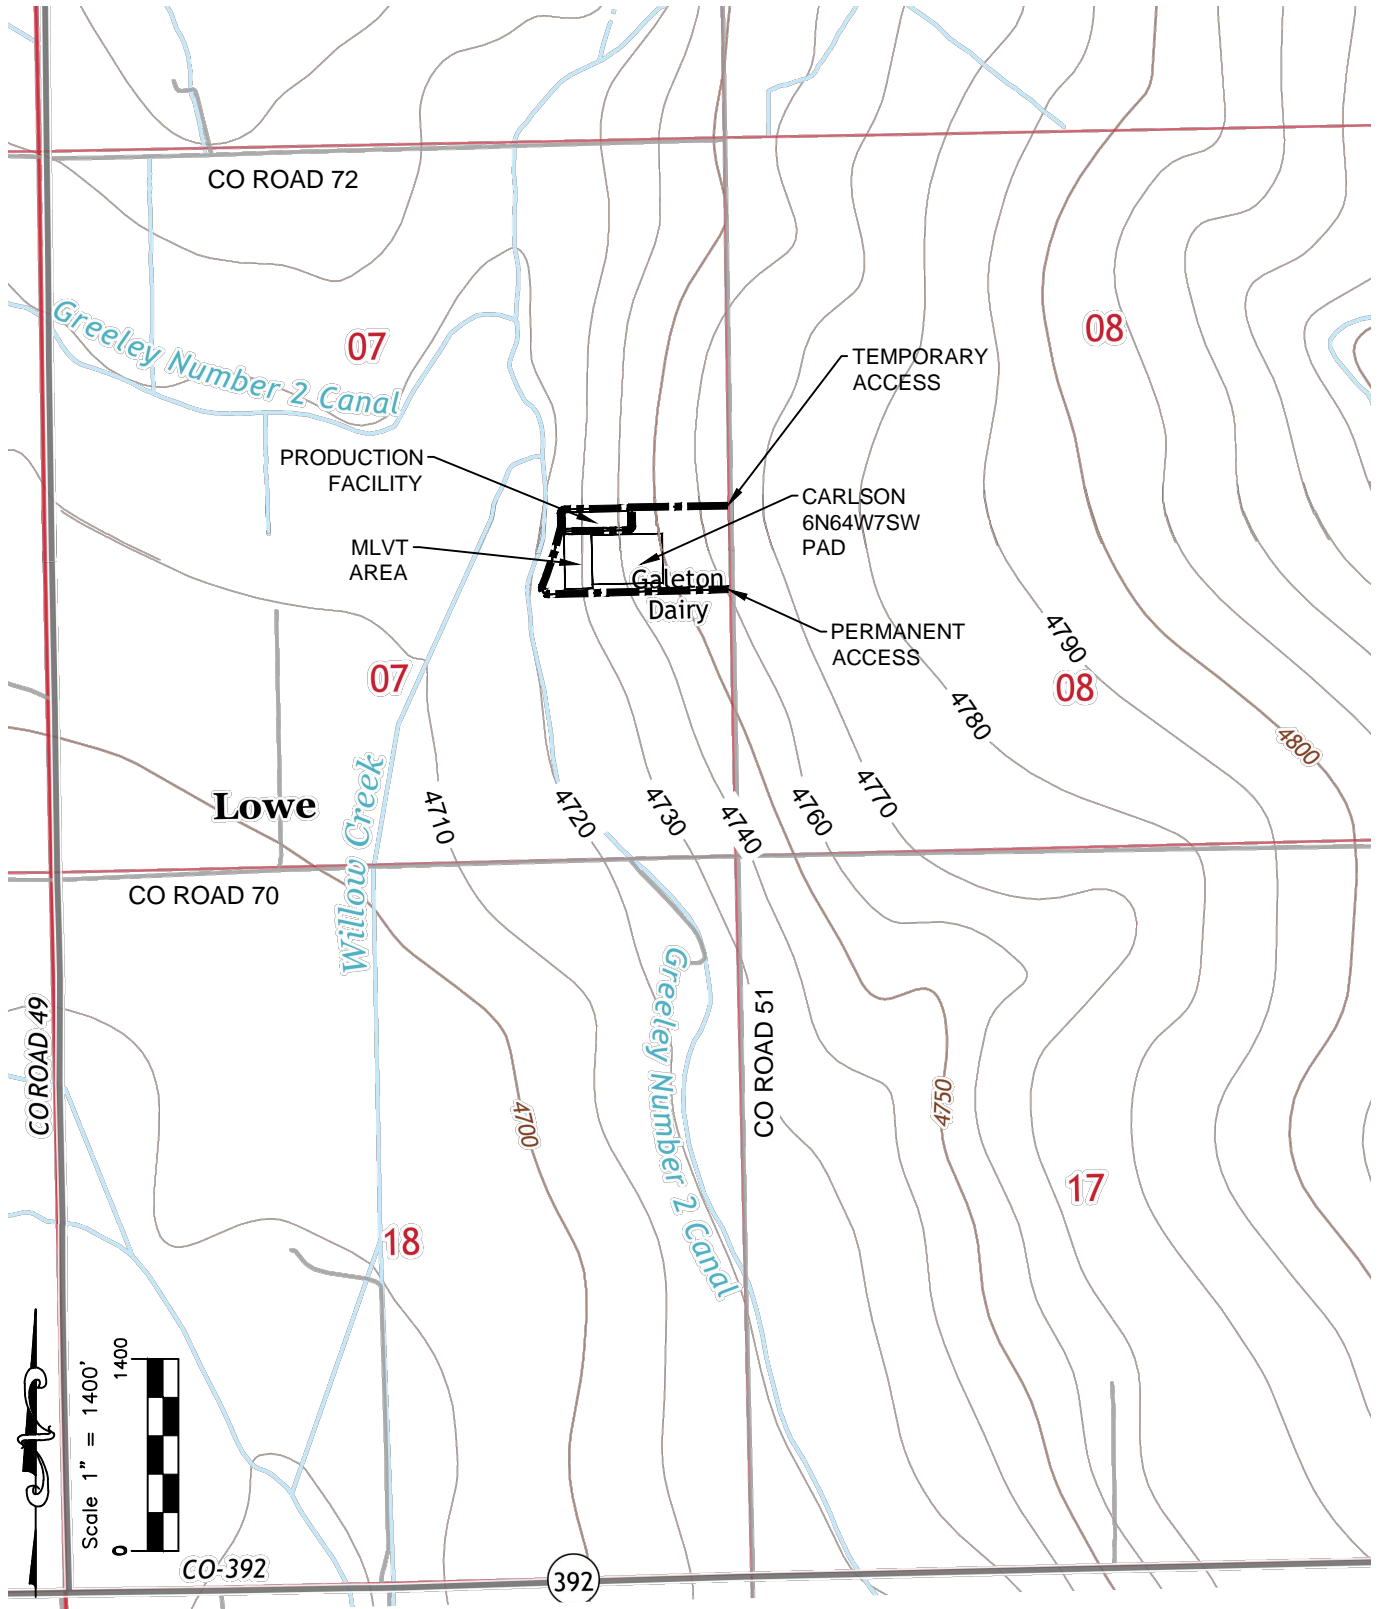 CO ROAD 72
Greeley Number 2 Canal
07
08
TEMPORARY
ACCESS
PRODUCTION
FACILITY
CARLSON
6N64W7SW
PAD
MLVT
AREA
Galeton
Dairy
PERMANENT
ACCESS
4790
07
08
4780
4800
Lowe
Willow Creek
4710
4720
4730
4740
4760
4770
CO ROAD 70
Greeley Number 2 Canal
CO ROAD 49
CO ROAD 51
4700
4750
17
18
Scale 1" = 1400'
1400
0
CO-392
392